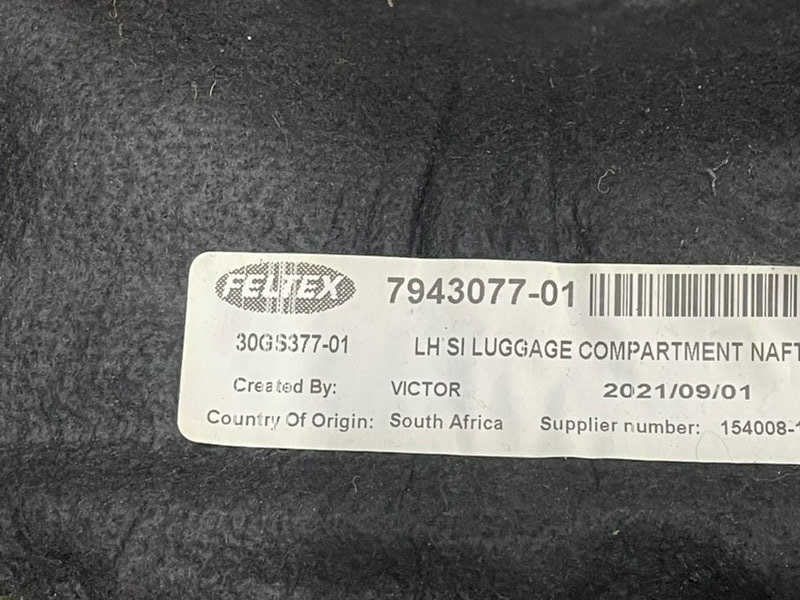 FELTEX 7943077-01
30GS377-01 LH SI LUGGAGE COMPARTMENT NAFT
Created By: VICTOR 2021/09/01
Country Of Origin: South Africa Supplier number: 154008-1